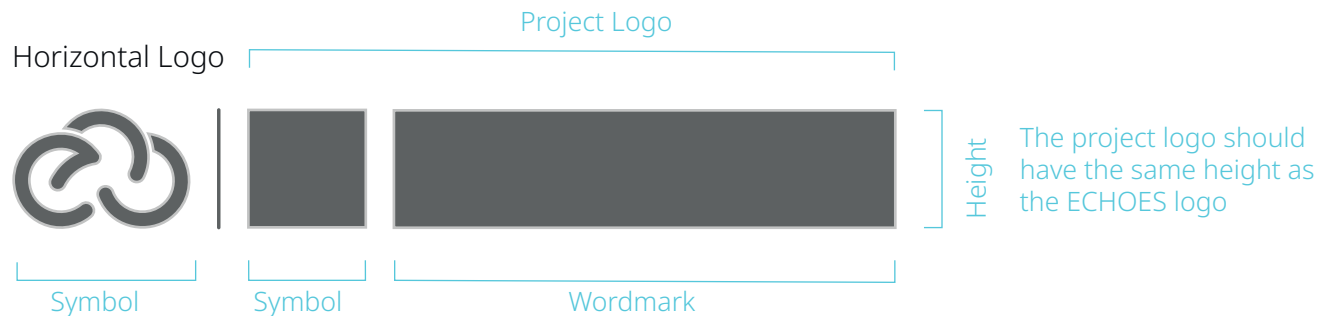 Project Logo
Horizontal Logo
Height
The project logo should
have the same height as
the ECHOES logo
Symbol
Symbol
Wordmark